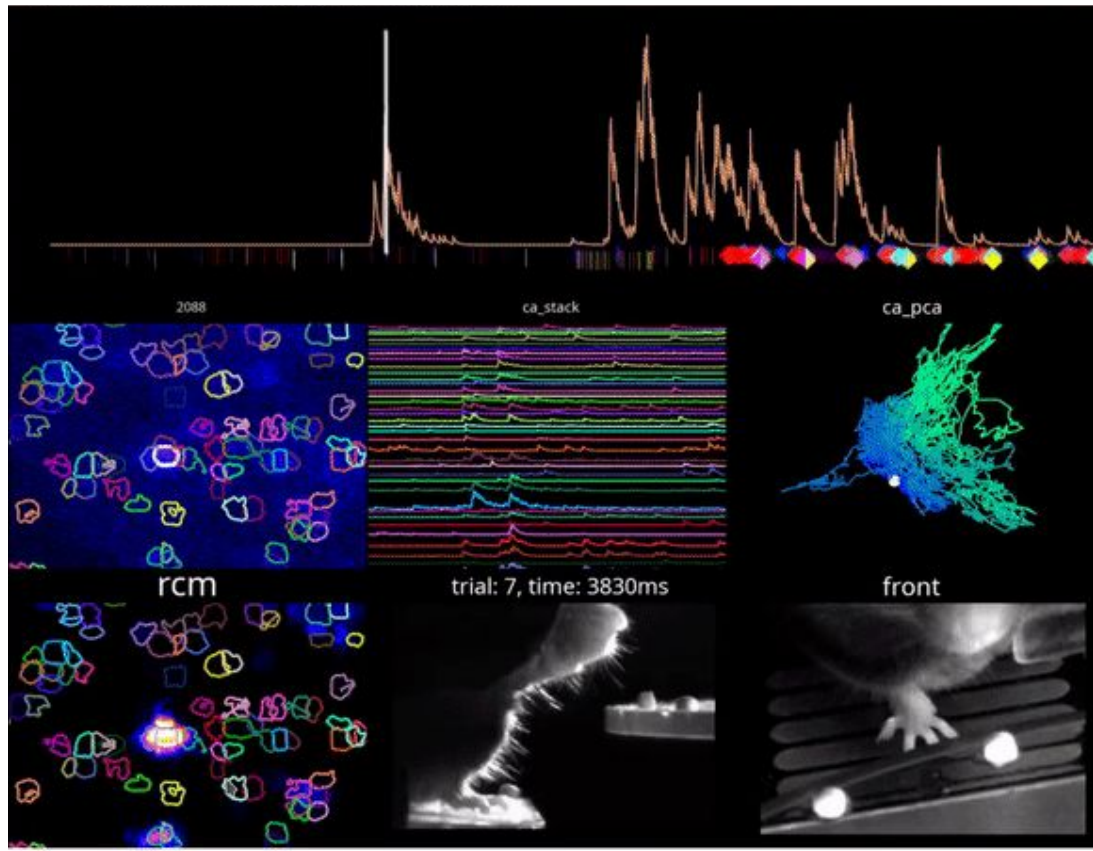 2088
ca_stack
ca_pca
rcm
trial: 7, time: 3830ms
front